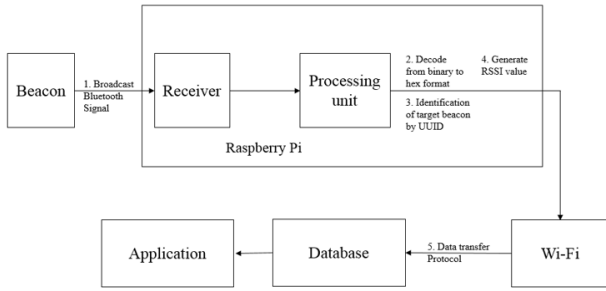 Beacon
1. Broadcast
Bluetooth
Signal
Receiver
Processing
unit
2. Decode
from binary to
hex format
3. Identification
of target beacon
by UUID
4. Generate
RSSI value
Raspberry Pi
Application
Database
5. Data transfer
Protocol
Wi-Fi